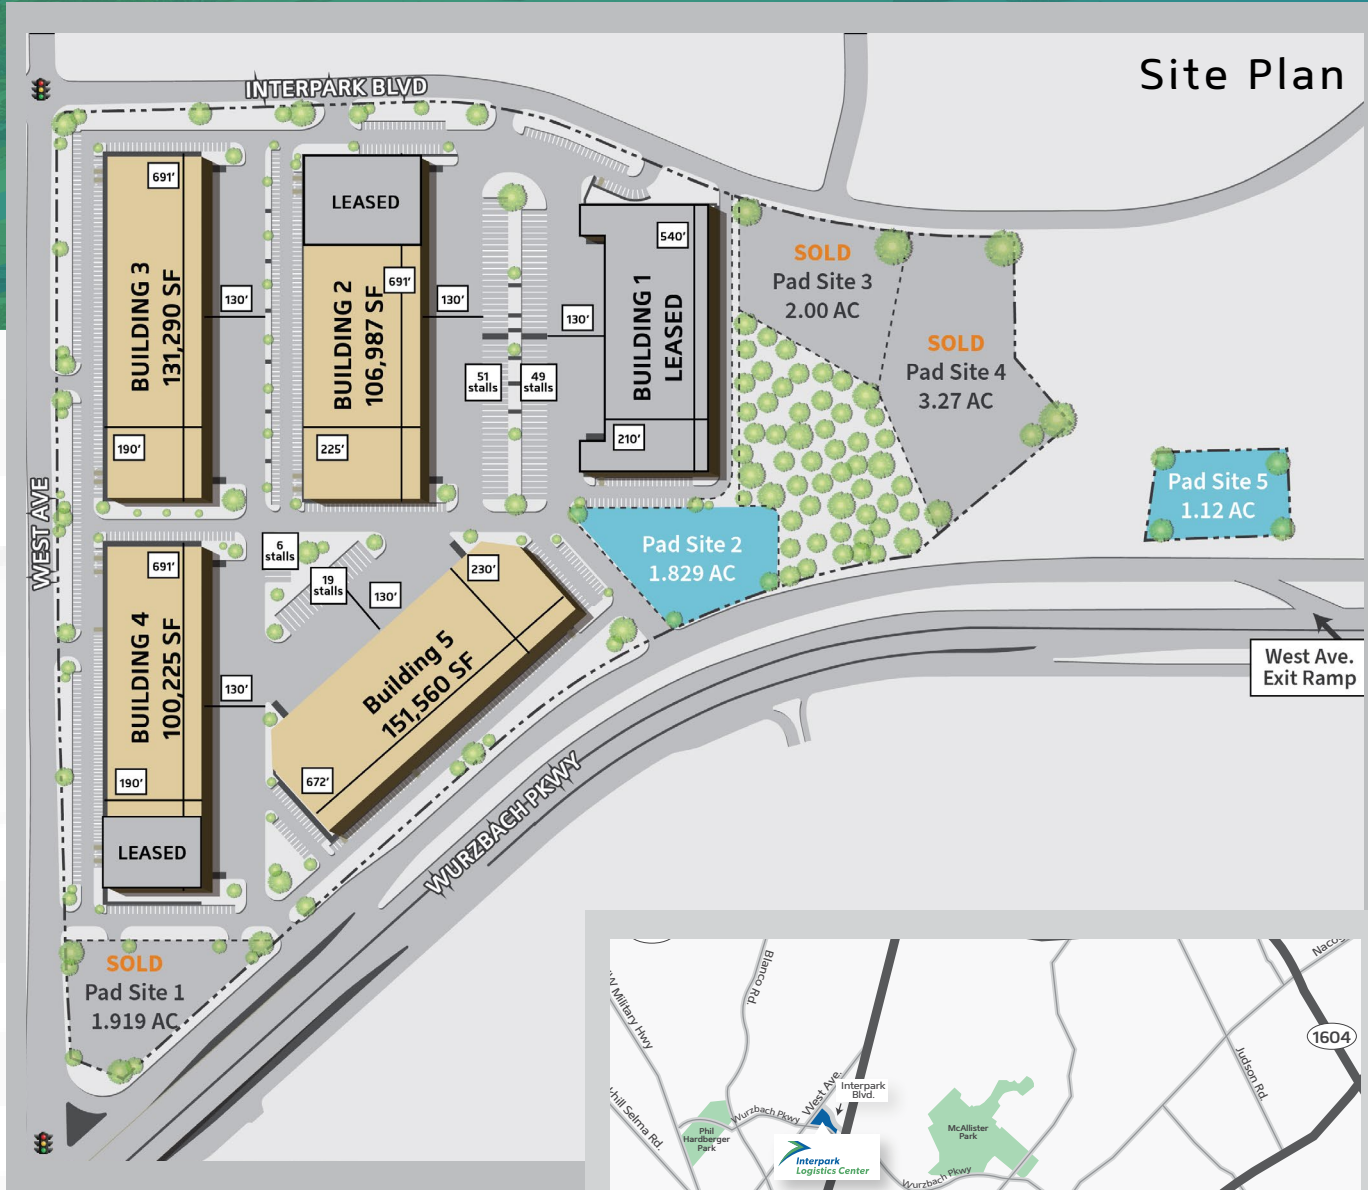 Site Plan
INTERPARK BLVD
WEST AVE
WURZBACH PKWY
691'
BUILDING 3
131,290 SF
190'
130'
LEASED
691'
BUILDING 2
106,987 SF
225'
130'
51
stalls
49
stalls
130'
540'
BUILDING 1
LEASED
210'
SOLD
Pad Site 3
2.00 AC
SOLD
Pad Site 4
3.27 AC
Pad Site 5
1.12 AC
Pad Site 2
1.829 AC
West Ave.
Exit Ramp
691'
BUILDING 4
100,225 SF
190'
LEASED
130'
6
stalls
19
stalls
130'
230'
Building 5
151,560 SF
672'
SOLD
Pad Site 1
1.919 AC
Blanco Rd.
W Military Hwy
Selma Rd.
West Ave.
Interpark
Blvd.
Wurzbach Pkwy
Phil
Hardberger
Park
Interpark
Logistics Center
McAllister
Park
Wurzbach Pkwy
Judson Rd.
1604